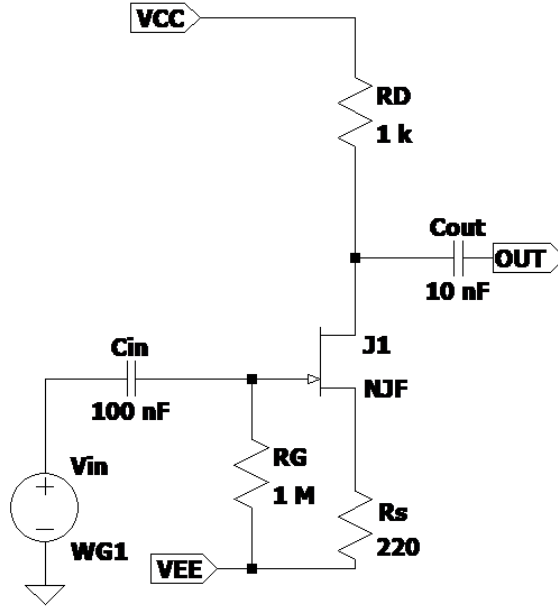 VCC
RD
1 k
Cout
OUT
10 nF
Cin
J1
100 nF
NJF
Vin
RG
1 M
Rs
WG1
220
VEE